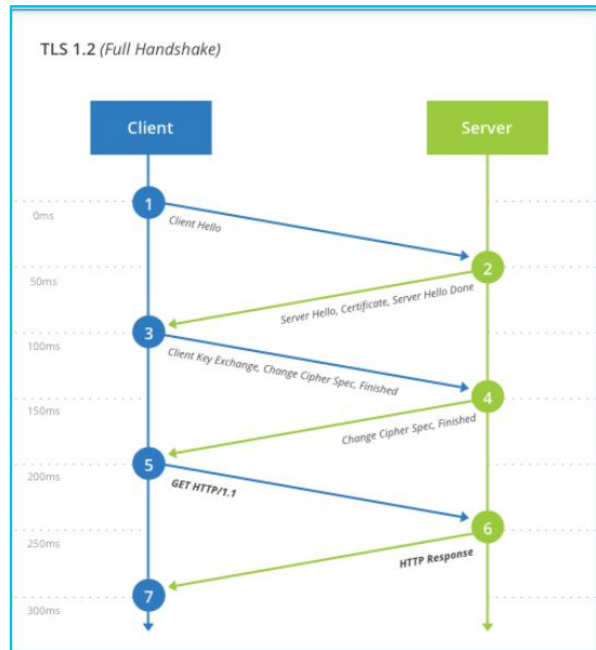 TLS 1.2 (Full Handshake)
Client
Server
1
0ms
Client Hello
2
50ms
Server Hello, Certificate, Server Hello Done
3
100ms
Client Key Exchange, Change Cipher Spec, Finished
4
150ms
Change Cipher Spec, Finished
5
200ms
GET HTTP/1.1
6
250ms
HTTP Response
7
300ms